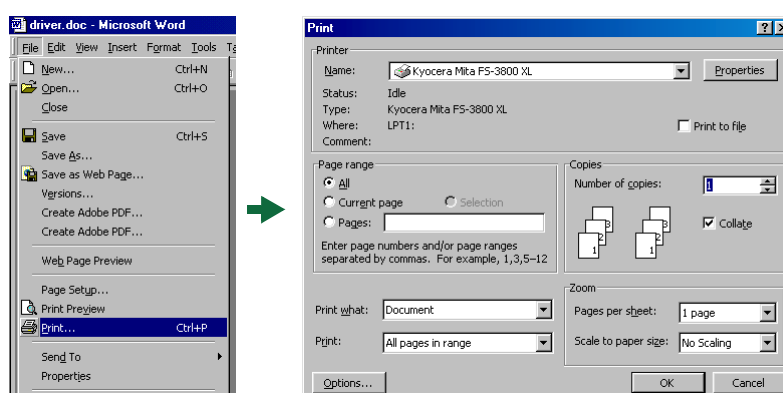 driver.doc - Microsoft Word
File Edit View Insert Format Tools
New... Ctrl+N
Open... Ctrl+O
Close
Save Ctrl+S
Save As...
Save as Web Page...
Versions...
Create Adobe PDF...
Create Adobe PDF...
Web Page Preview
Page Setup...
Print Preview
Print... Ctrl+P
Send To
Properties
Print
Printer
Name: Kyocera Mita FS-3800 XL Properties
Status: Idle
Type: Kyocera Mita FS-3800 XL
Where: LPT1: Print to file
Comment:
Page range
All
Current page Selection
Pages:
Enter page numbers and/or page ranges
separated by commas. For example, 1,3,5–12
Copies
Number of copies: 1
3 3
2 2
1 1
Collate
Print what: Document
Print: All pages in range
Zoom
Pages per sheet: 1 page
Scale to paper size: No Scaling
Options... OK Cancel